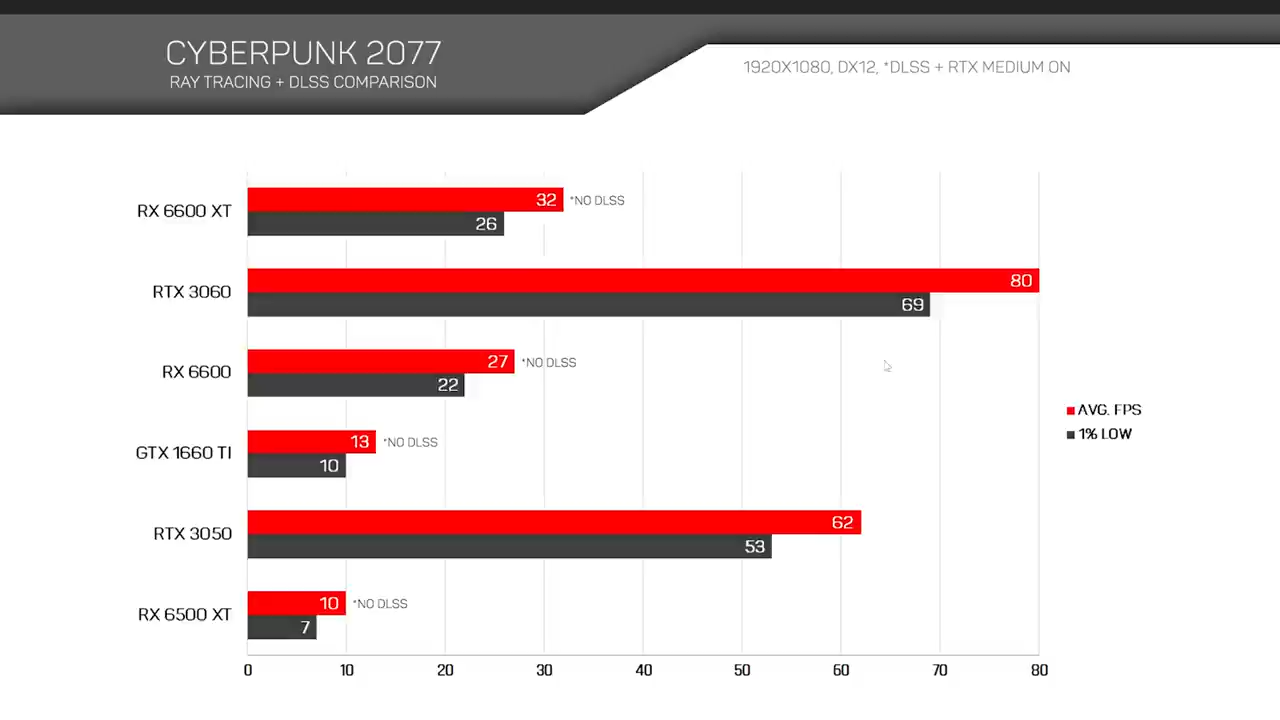 CYBERPUNK 2077
RAY TRACING + DLSS COMPARISON
1920X1080, DX12, *DLSS + RTX MEDIUM ON
RX 6600 XT
32 *NO DLSS
26
RTX 3060
80
69
RX 6600
27 *NO DLSS
22
GTX 1660 TI
13 *NO DLSS
10
RTX 3050
62
53
RX 6500 XT
10 *NO DLSS
7
AVG. FPS
1% LOW
0 10 20 30 40 50 60 70 80